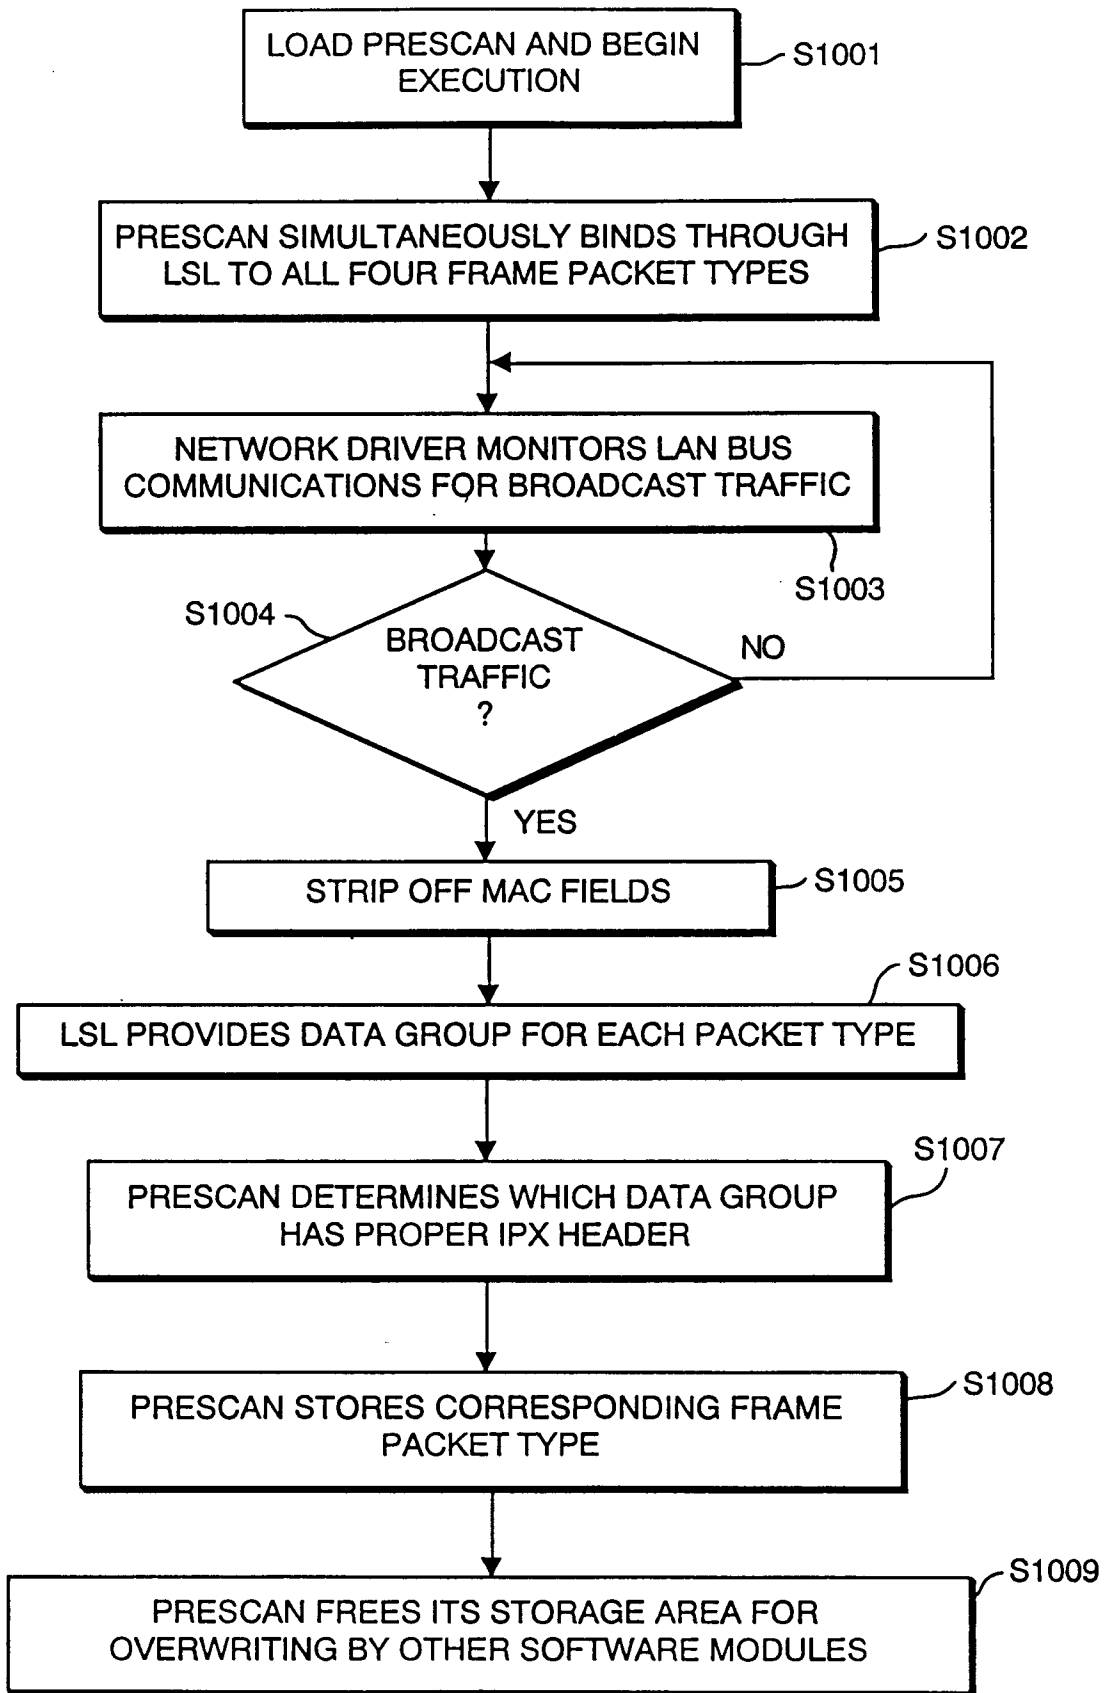 LOAD PRESCAN AND BEGIN
EXECUTION
S1001
PRESCAN SIMULTANEOUSLY BINDS THROUGH
LSL TO ALL FOUR FRAME PACKET TYPES
S1002
NETWORK DRIVER MONITORS LAN BUS
COMMUNICATIONS FOR BROADCAST TRAFFIC
S1003
S1004
BROADCAST
TRAFFIC
?
NO
YES
STRIP OFF MAC FIELDS
S1005
S1006
LSL PROVIDES DATA GROUP FOR EACH PACKET TYPE
S1007
PRESCAN DETERMINES WHICH DATA GROUP
HAS PROPER IPX HEADER
S1008
PRESCAN STORES CORRESPONDING FRAME
PACKET TYPE
S1009
PRESCAN FREES ITS STORAGE AREA FOR
OVERWRITING BY OTHER SOFTWARE MODULES